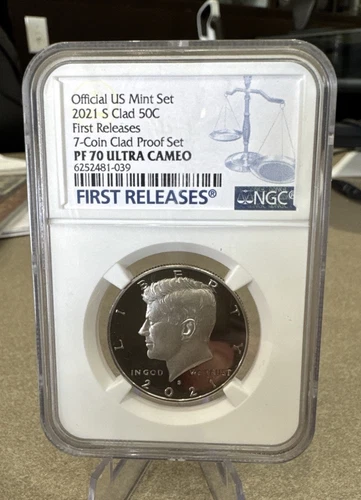 Official US Mint Set
2021 S Clad 50C
First Releases
7-Coin Clad Proof Set
PF 70 ULTRA CAMEO
6252481-039
FIRST RELEASES®
NGC®
LIBERTY
IN GOD WE TRUST
S
2021